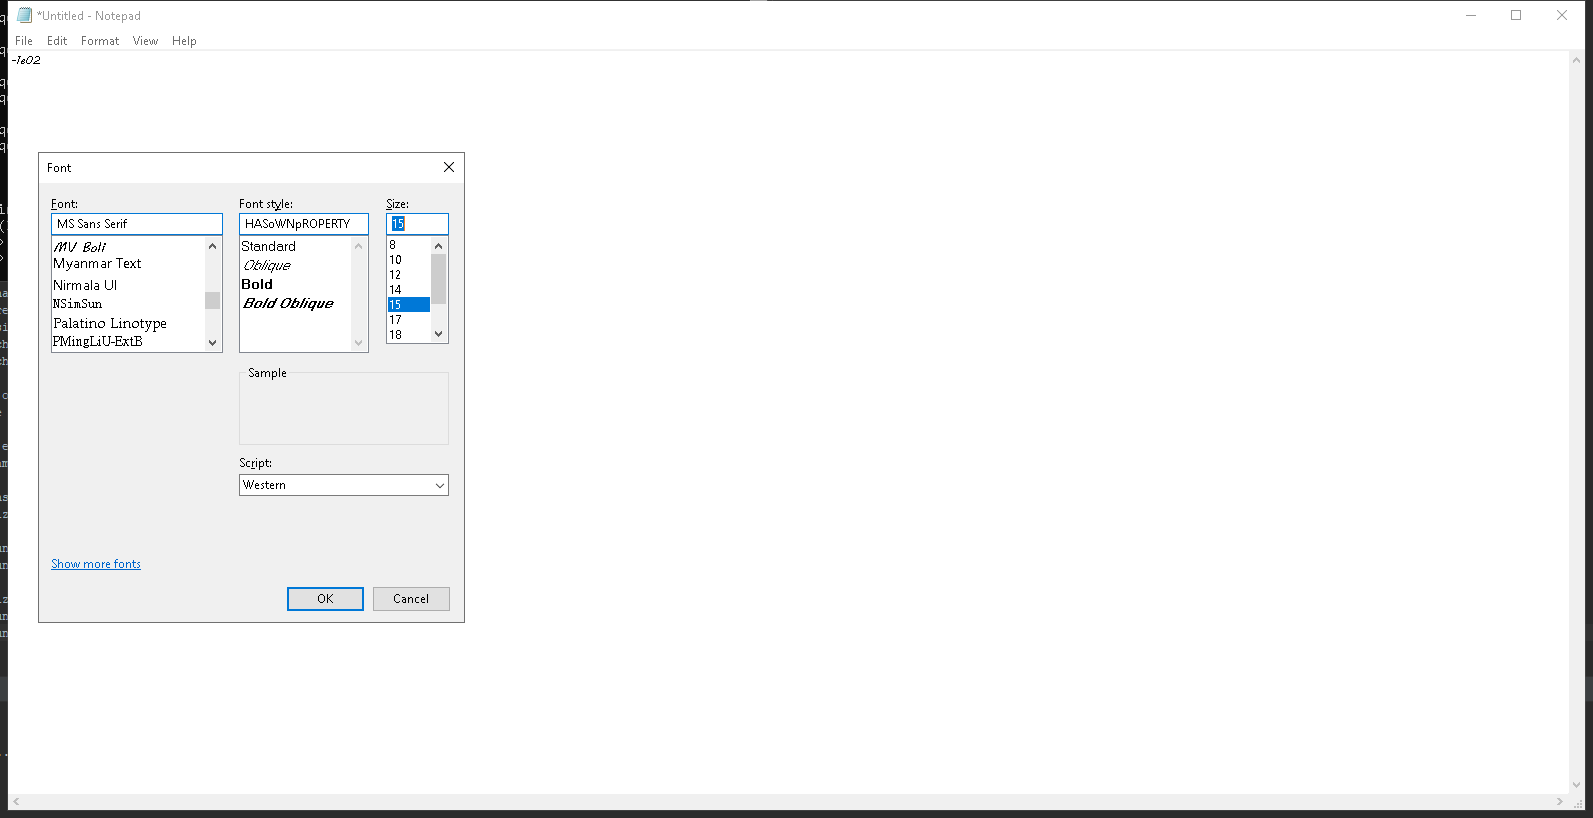 *Untitled - Notepad
File Edit Format View Help
-1e02
Font
Font: Font style: Size:
MS Sans Serif HASoWNpROPERTY 15
MV Boli
Myanmar Text
Nirmala UI
NSimSun
Palatino Linotype
PMingLiU-ExtB
Standard
Oblique
Bold
Bold Oblique
8
10
12
14
15
17
18
Sample
Script:
Western
Show more fonts
OK Cancel